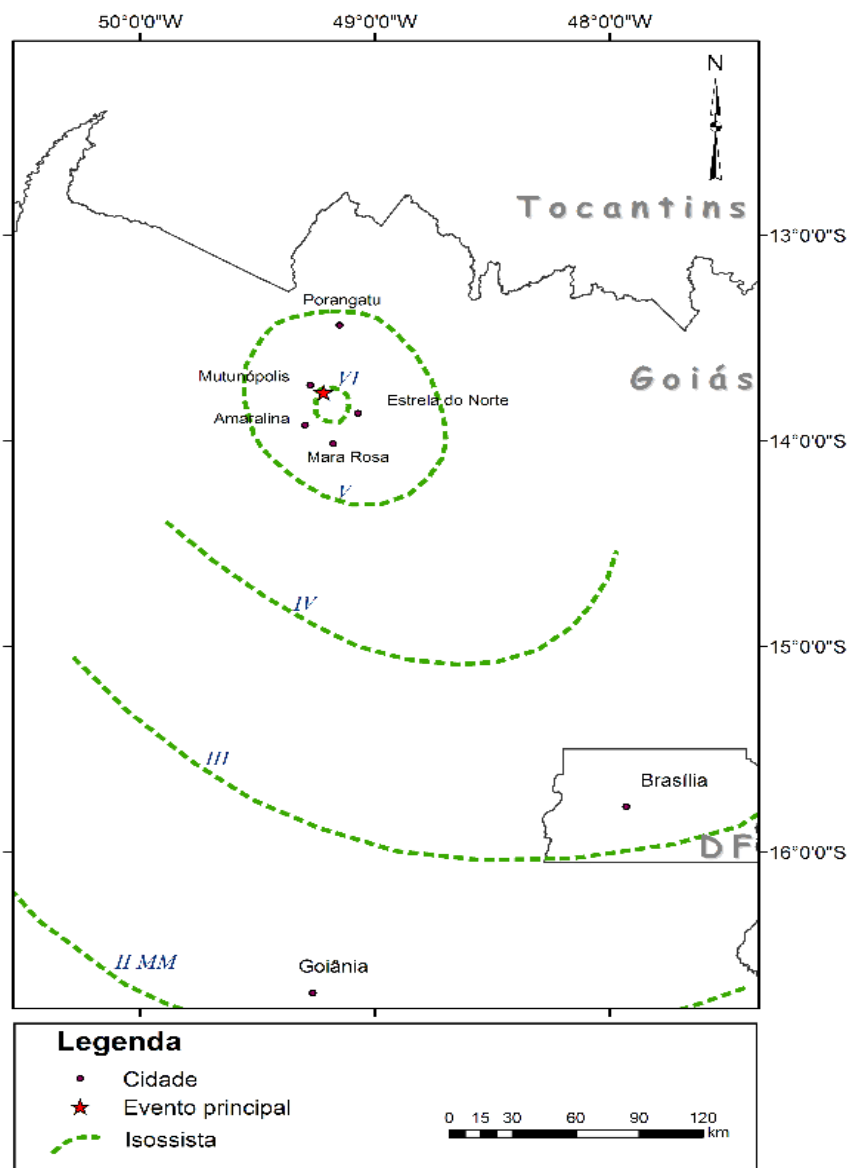 50°0'0"W 49°0'0"W 48°0'0"W
N
Tocantins
13°0'0"S
Porangatu
Goiás
Mutunópolis
VI
Estrela do Norte
Amaralina
14°0'0"S
Mara Rosa
V
IV
15°0'0"S
III
Brasília
DF
16°0'0"S
II MM
Goiânia
Legenda
Cidade
Evento principal
Isossista
0 15 30 60 90 120
km